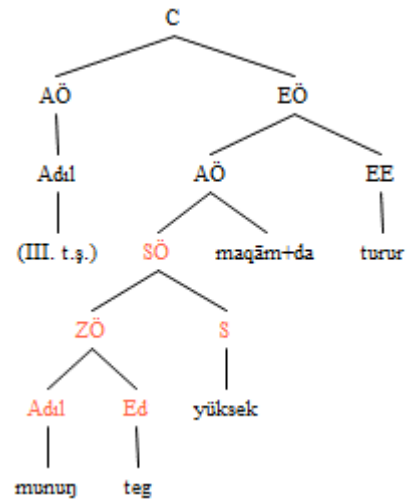 C
AÖ EÖ
Adıl AÖ EE
(III. t.ş.) SÖ maqām+da turur
ZÖ S
Adıl Ed yüksek
munuŋ teg